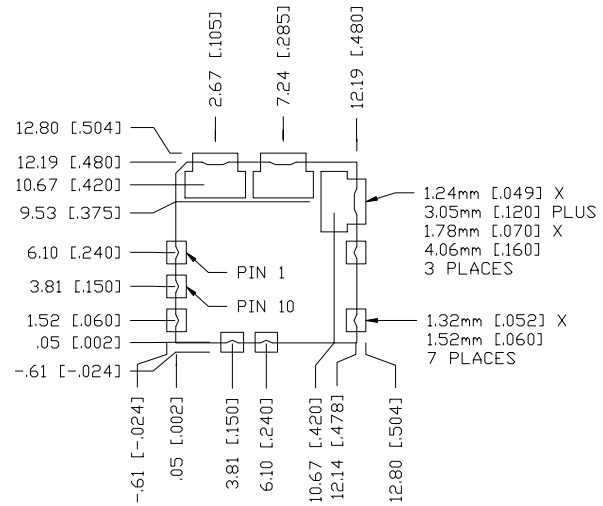 2.67 [.105]
7.24 [.285]
12.19 [.480]
12.80 [.504]
12.19 [.480]
10.67 [.420]
9.53 [.375]
6.10 [.240]
3.81 [.150]
1.52 [.060]
.05 [.002]
-.61 [-.024]
PIN 1
PIN 10
1.24mm [.049] X
3.05mm [.120] PLUS
1.78mm [.070] X
4.06mm [.160]
3 PLACES
1.32mm [.052] X
1.52mm [.060]
7 PLACES
-.61 [-.024]
.05 [.002]
3.81 [.150]
6.10 [.240]
10.67 [.420]
12.14 [.478]
12.80 [.504]